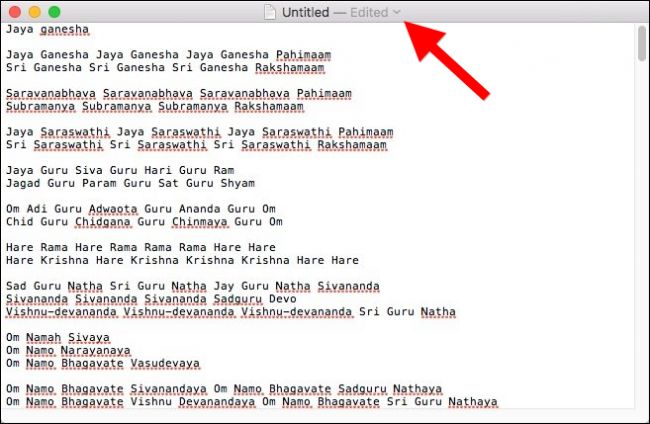 Untitled — Edited
Jaya ganesha
Jaya Ganesha Jaya Ganesha Jaya Ganesha Pahimaam
Sri Ganesha Sri Ganesha Sri Ganesha Rakshamaam
Saravanabhava Saravanabhava Saravanabhava Pahimaam
Subramanya Subramanya Subramanya Rakshamaam
Jaya Saraswathi Jaya Saraswathi Jaya Saraswathi Pahimaam
Sri Saraswathi Sri Saraswathi Sri Saraswathi Rakshamaam
Jaya Guru Siva Guru Hari Guru Ram
Jagad Guru Param Guru Sat Guru Shyam
Om Adi Guru Adwaota Guru Ananda Guru Om
Chid Guru Chidgana Guru Chinmaya Guru Om
Hare Rama Hare Rama Rama Rama Hare Hare
Hare Krishna Hare Krishna Krishna Krishna Hare Hare
Sad Guru Natha Sri Guru Natha Jay Guru Natha Sivananda
Sivananda Sivananda Sivananda Sadguru Devo
Vishnu-devananda Vishnu-devananda Vishnu-devananda Sri Guru Natha
Om Namah Sivaya
Om Namo Narayanaya
Om Namo Bhagavate Vasudevaya
Om Namo Bhagavate Sivanandaya Om Namo Bhagavate Sadguru Nathaya
Om Namo Bhagavate Vishnu Devanandaya Om Namo Bhagavate Sri Guru Nathaya